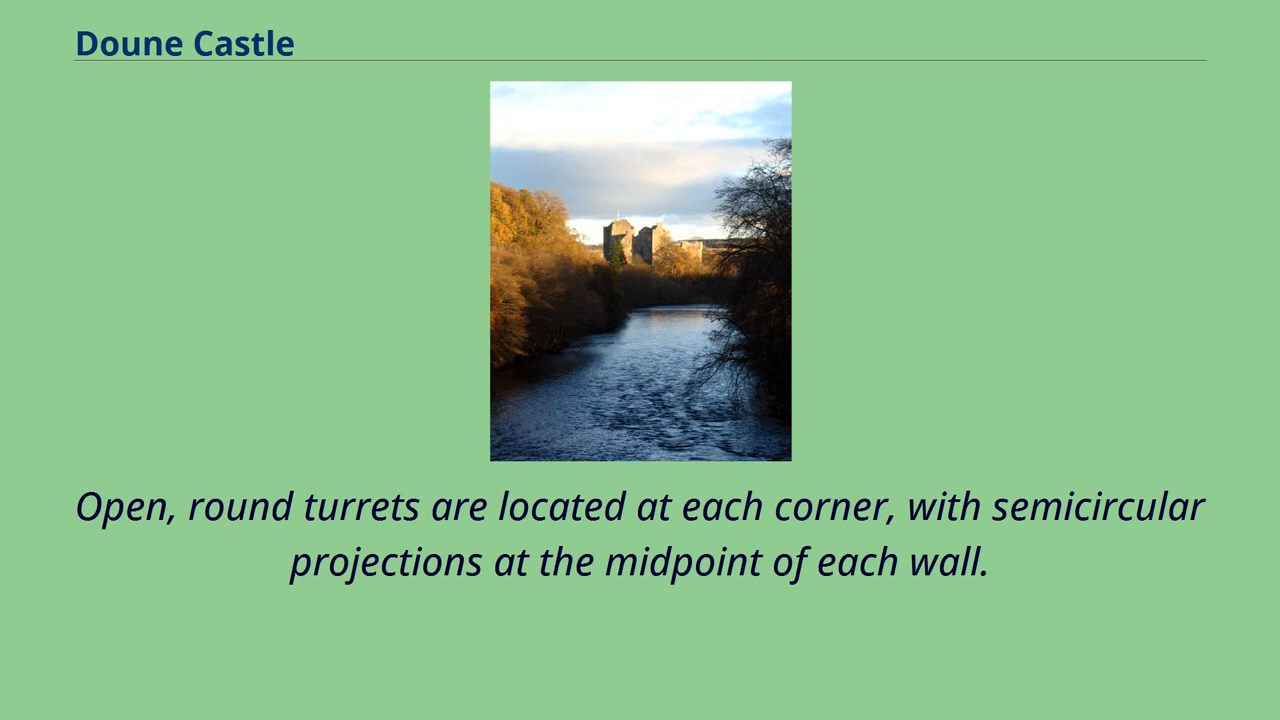 Doune Castle
Open, round turrets are located at each corner, with semicircular
projections at the midpoint of each wall.